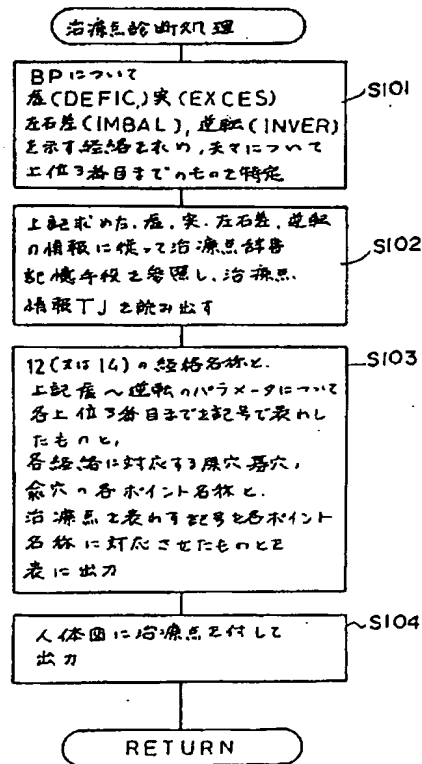 治療点診断処理
BPについて
虚(DEFIC),実(EXCES)
左右差(IMBAL),逆転(INVER)
を示す経絡を求め,夫々について
上位3番目までのものを特定
S101
上記求めた,虚,実,左右差,逆転
の情報に従って治療点辞書
記憶手段を参照し,治療点
情報TJを読み出す
S102
12(又は14)の経絡名称と,
上記虚〜逆転のパラメータについて
各上位3番目までを記号で表わし
たものと,
各経絡に対応する原穴募穴,
兪穴の各ポイント名称と,
治療点を表わす記号を各ポイント
名称に対応させたものとを
表に出力
S103
人体図に治療点を付して
出力
S104
RETURN